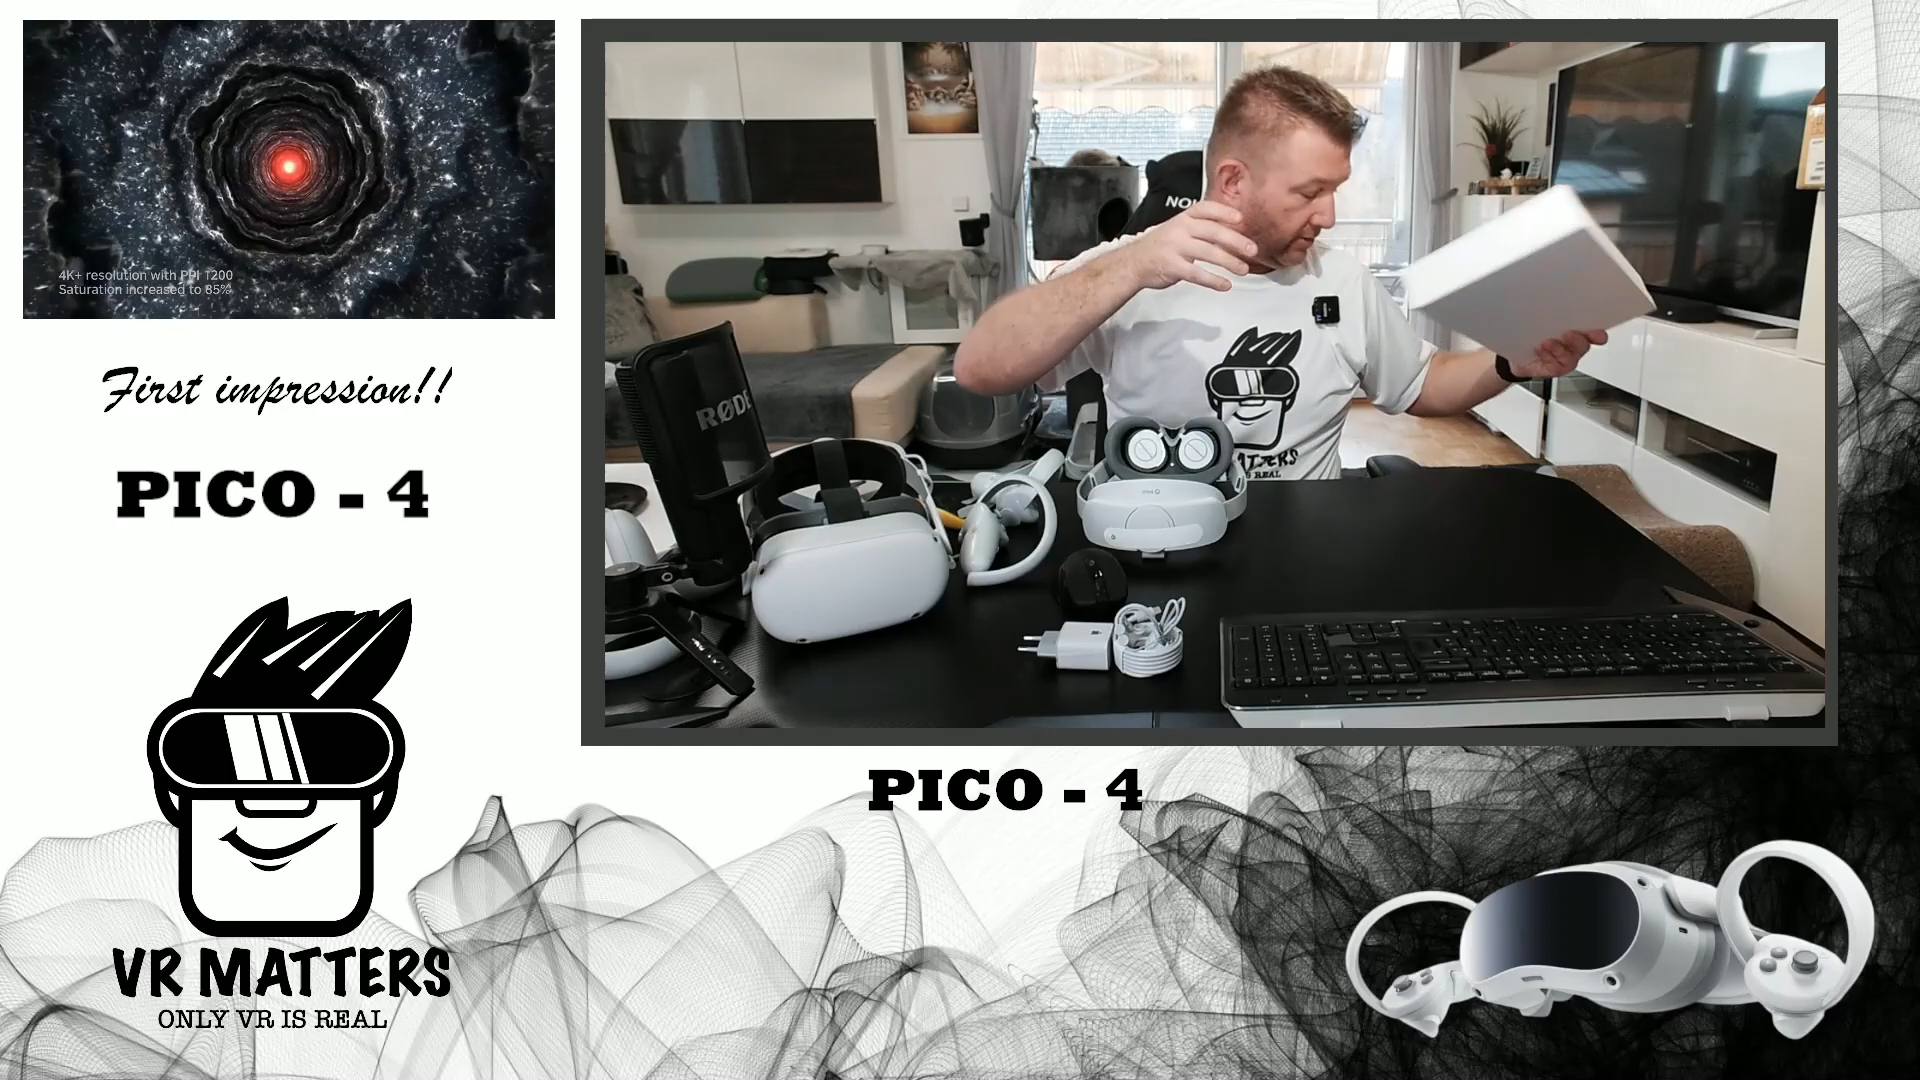 4K+ resolution with PPI 1200
Saturation increased to 85%
First impression!!
PICO - 4
VR MATTERS
ONLY VR IS REAL
RØDE
PICO - 4